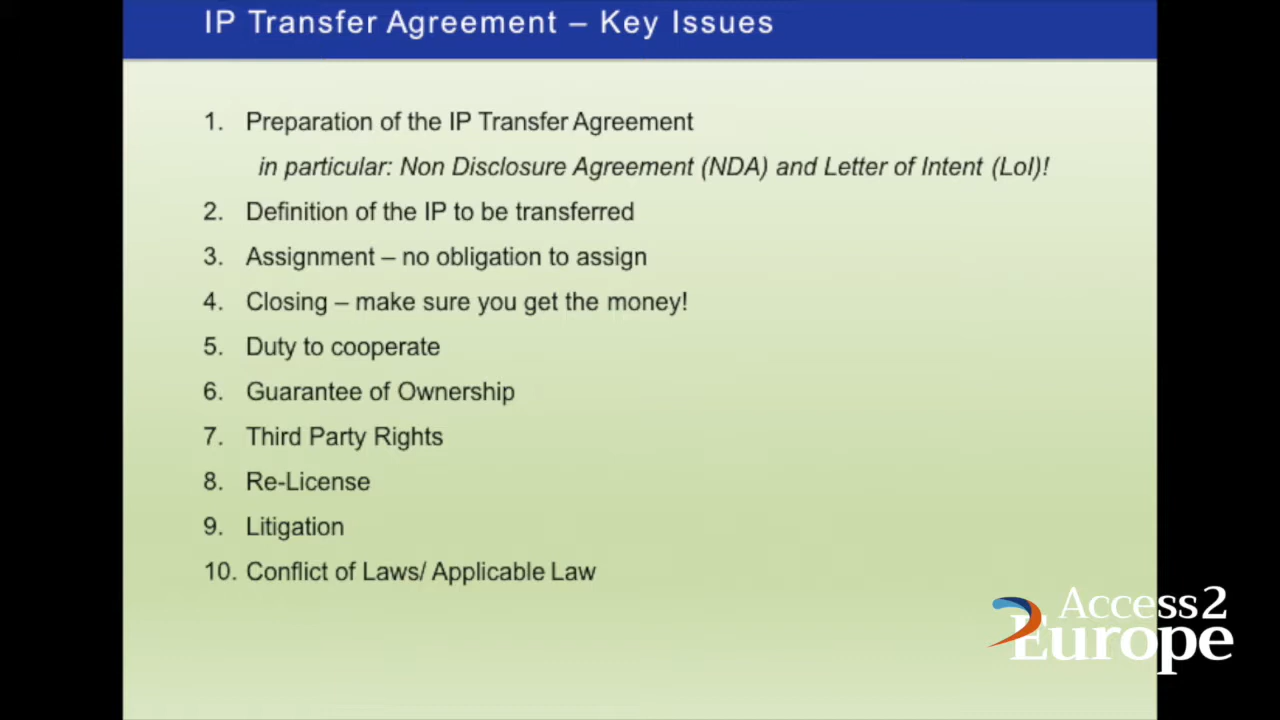 IP Transfer Agreement – Key Issues
1. Preparation of the IP Transfer Agreement
in particular: Non Disclosure Agreement (NDA) and Letter of Intent (LoI)!
2. Definition of the IP to be transferred
3. Assignment – no obligation to assign
4. Closing – make sure you get the money!
5. Duty to cooperate
6. Guarantee of Ownership
7. Third Party Rights
8. Re-License
9. Litigation
10. Conflict of Laws/ Applicable Law
Access2
Europe